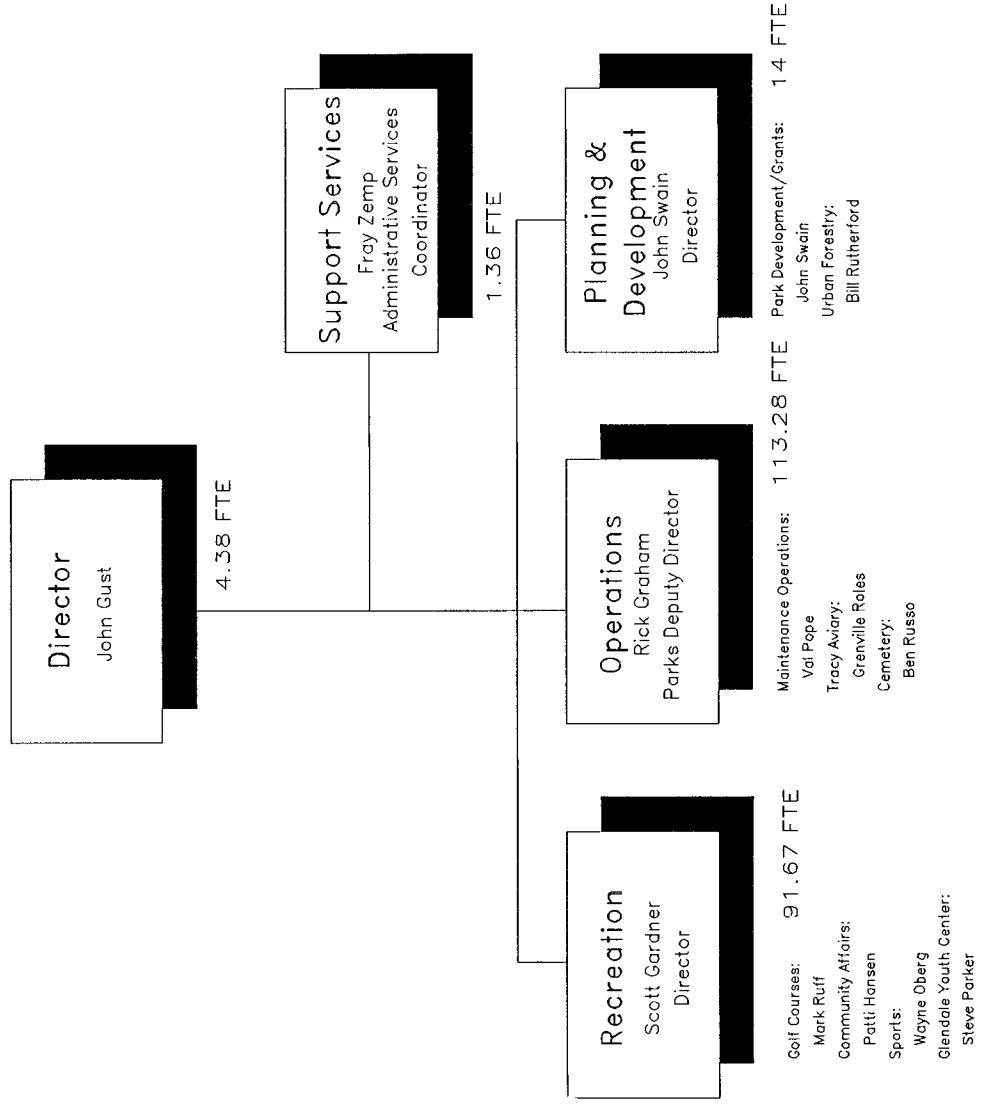 Director
John Gust
4.38 FTE
Support Services
Fray Zemp
Administrative Services
Coordinator
1.36 FTE
Recreation
Scott Gardner
Director
91.67 FTE
Golf Courses:
Mark Ruff
Community Affairs:
Patti Hansen
Sports:
Wayne Oberg
Glendale Youth Center:
Steve Parker
Operations
Rick Graham
Parks Deputy Director
113.28 FTE
Maintenance Operations:
Val Pope
Tracy Aviary:
Grenville Roles
Cemetery:
Ben Russo
Planning &
Development
John Swain
Director
14 FTE
Park Development/Grants:
John Swain
Urban Forestry:
Bill Rutherford